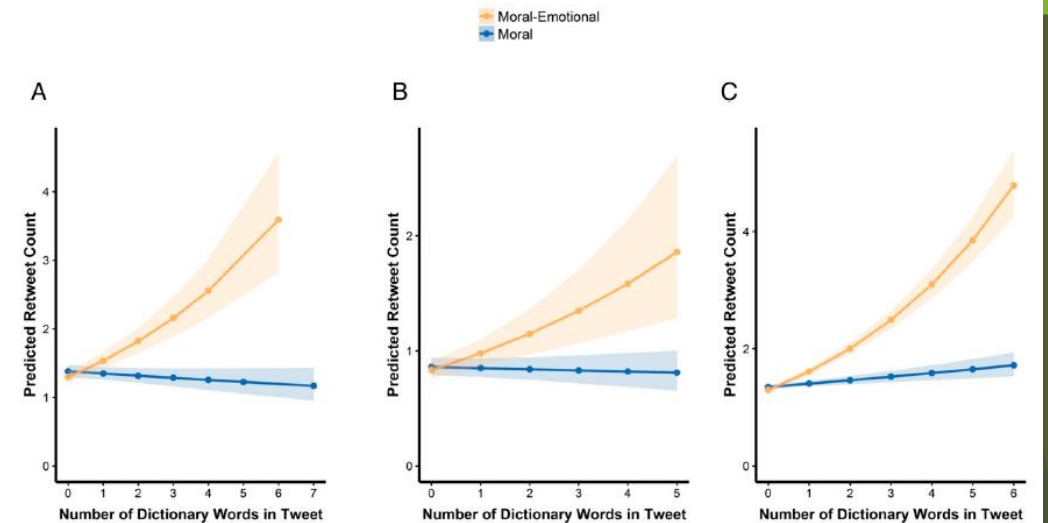 Moral-Emotional
Moral
A
B
C
Predicted Retweet Count
4
3
2
1
0
0 1 2 3 4 5 6 7
Number of Dictionary Words in Tweet
Predicted Retweet Count
2
1
0
0 1 2 3 4 5
Number of Dictionary Words in Tweet
Predicted Retweet Count
4
2
0
0 1 2 3 4 5 6
Number of Dictionary Words in Tweet